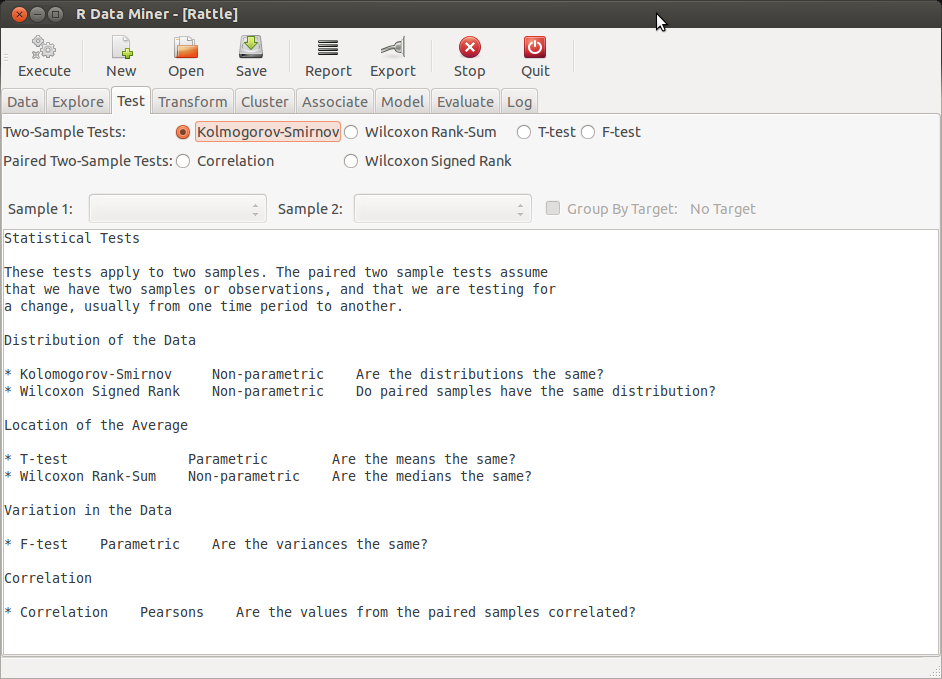 R Data Miner - [Rattle]
Execute New Open Save Report Export Stop Quit
Data Explore Test Transform Cluster Associate Model Evaluate Log
Two-Sample Tests: Kolmogorov-Smirnov Wilcoxon Rank-Sum T-test F-test
Paired Two-Sample Tests: Correlation Wilcoxon Signed Rank
Sample 1: Sample 2: Group By Target: No Target
Statistical Tests
These tests apply to two samples. The paired two sample tests assume
that we have two samples or observations, and that we are testing for
a change, usually from one time period to another.
Distribution of the Data
* Kolomogorov-Smirnov Non-parametric Are the distributions the same?
* Wilcoxon Signed Rank Non-parametric Do paired samples have the same distribution?
Location of the Average
* T-test Parametric Are the means the same?
* Wilcoxon Rank-Sum Non-parametric Are the medians the same?
Variation in the Data
* F-test Parametric Are the variances the same?
Correlation
* Correlation Pearsons Are the values from the paired samples correlated?